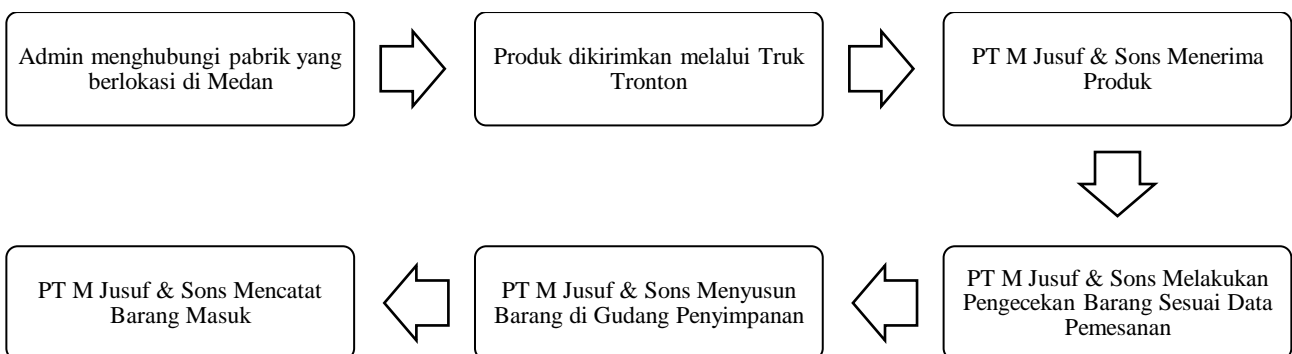 Admin menghubungi pabrik yang
berlokasi di Medan
Produk dikirimkan melalui Truk
Tronton
PT M Jusuf & Sons Menerima
Produk
PT M Jusuf & Sons Melakukan
Pengecekan Barang Sesuai Data
Pemesanan
PT M Jusuf & Sons Menyusun
Barang di Gudang Penyimpanan
PT M Jusuf & Sons Mencatat
Barang Masuk